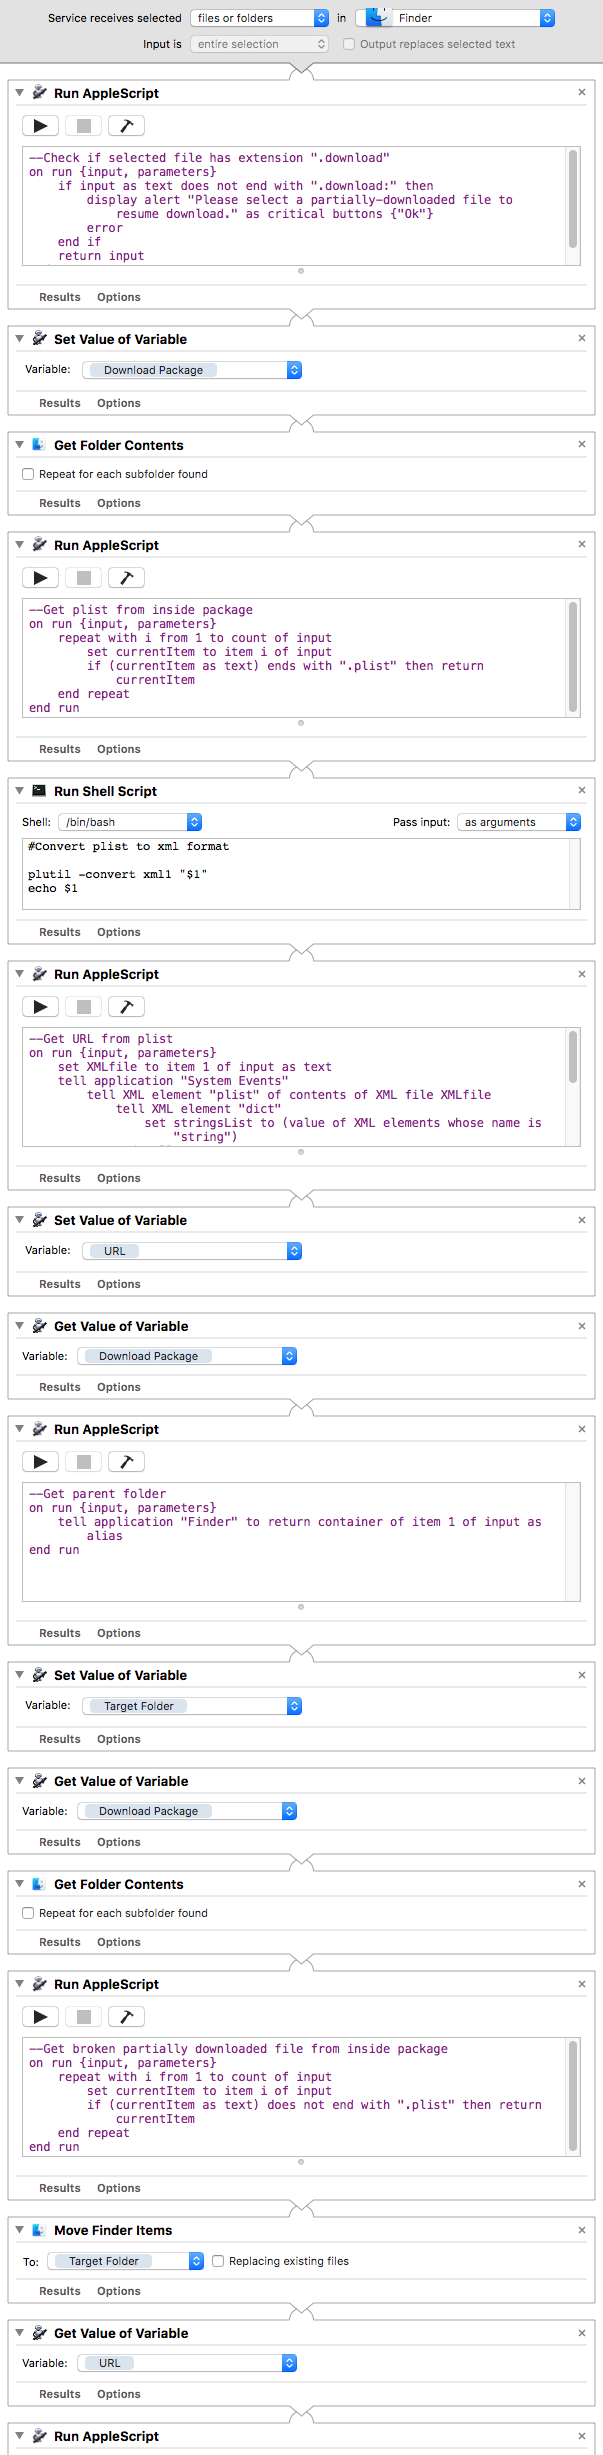 Service receives selected files or folders in Finder
Input is entire selection Output replaces selected text
Run AppleScript
--Check if selected file has extension ".download"
on run {input, parameters}
if input as text does not end with ".download:" then
display alert "Please select a partially-downloaded file to
resume download." as critical buttons {"Ok"}
error
end if
return input
Results Options
Set Value of Variable
Variable: Download Package
Results Options
Get Folder Contents
Repeat for each subfolder found
Results Options
Run AppleScript
--Get plist from inside package
on run {input, parameters}
repeat with i from 1 to count of input
set currentItem to item i of input
if (currentItem as text) ends with ".plist" then return
currentItem
end repeat
end run
Results Options
Run Shell Script
Shell: /bin/bash Pass input: as arguments
#Convert plist to xml format
plutil -convert xml1 "$1"
echo $1
Results Options
Run AppleScript
--Get URL from plist
on run {input, parameters}
set XMLfile to item 1 of input as text
tell application "System Events"
tell XML element "plist" of contents of XML file XMLfile
tell XML element "dict"
set stringsList to (value of XML elements whose name is
"string")
Results Options
Set Value of Variable
Variable: URL
Results Options
Get Value of Variable
Variable: Download Package
Results Options
Run AppleScript
--Get parent folder
on run {input, parameters}
tell application "Finder" to return container of item 1 of input as
alias
end run
Results Options
Set Value of Variable
Variable: Target Folder
Results Options
Get Value of Variable
Variable: Download Package
Results Options
Get Folder Contents
Repeat for each subfolder found
Results Options
Run AppleScript
--Get broken partially downloaded file from inside package
on run {input, parameters}
repeat with i from 1 to count of input
set currentItem to item i of input
if (currentItem as text) does not end with ".plist" then return
currentItem
end repeat
end run
Results Options
Move Finder Items
To: Target Folder Replacing existing files
Results Options
Get Value of Variable
Variable: URL
Results Options
Run AppleScript